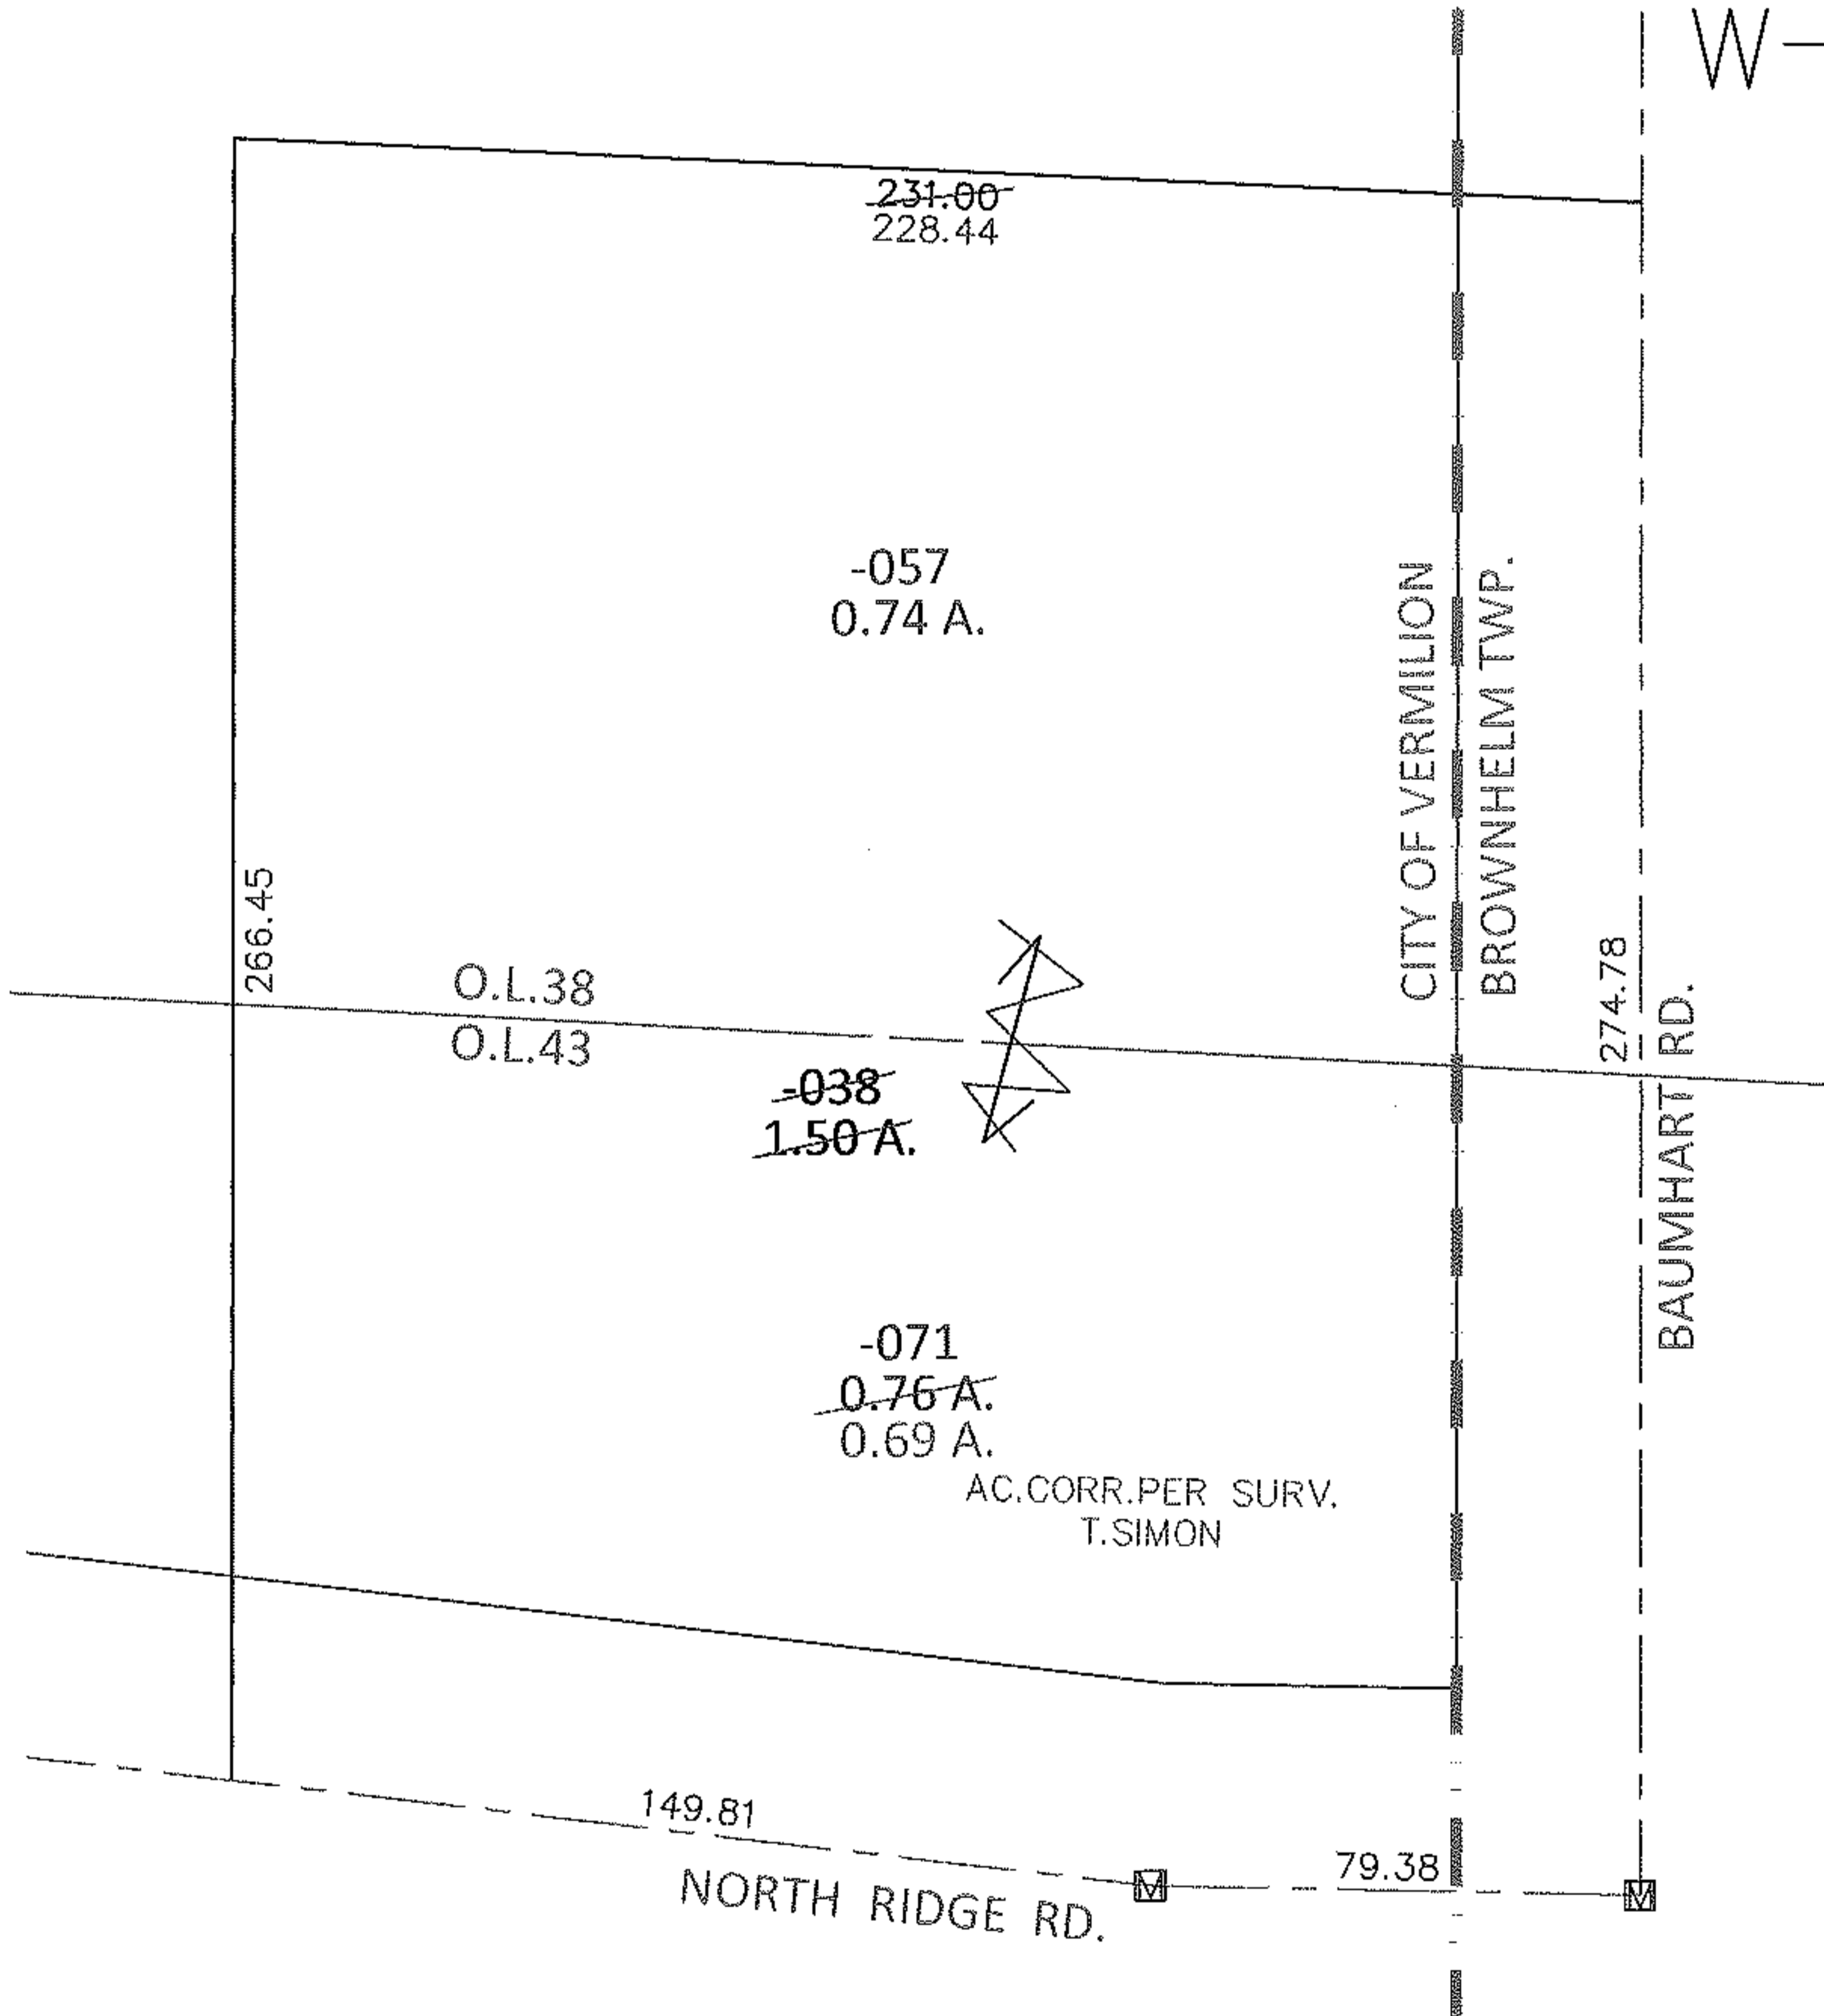 W-
231.00
228.44
-057
0.74 A.
CITY OF VERMILION
BROWNHELM TWP.
266.45
274.78
BAUMHART RD.
O.L.38
O.L.43
-038
1.50 A.
-071
0.76 A.
0.69 A.
AC.CORR.PER SURV.
T.SIMON
149.81
79.38
M
M
NORTH RIDGE RD.